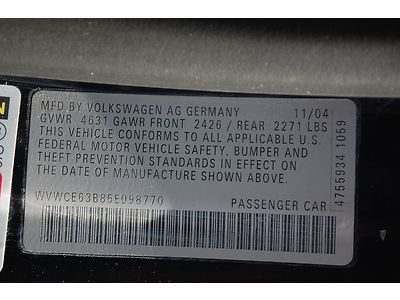 MFD BY VOLKSWAGEN AG GERMANY 11/04
GVWR 4631 GAWR FRONT 2426 / REAR 2271 LBS
THIS VEHICLE CONFORMS TO ALL APPLICABLE U.S.
FEDERAL MOTOR VEHICLE SAFETY, BUMPER AND
THEFT PREVENTION STANDARDS IN EFFECT ON
THE DATE OF MANUFACTURE SHOWN ABOVE.
WVWCE63B85E098770 PASSENGER CAR
4755934 1059